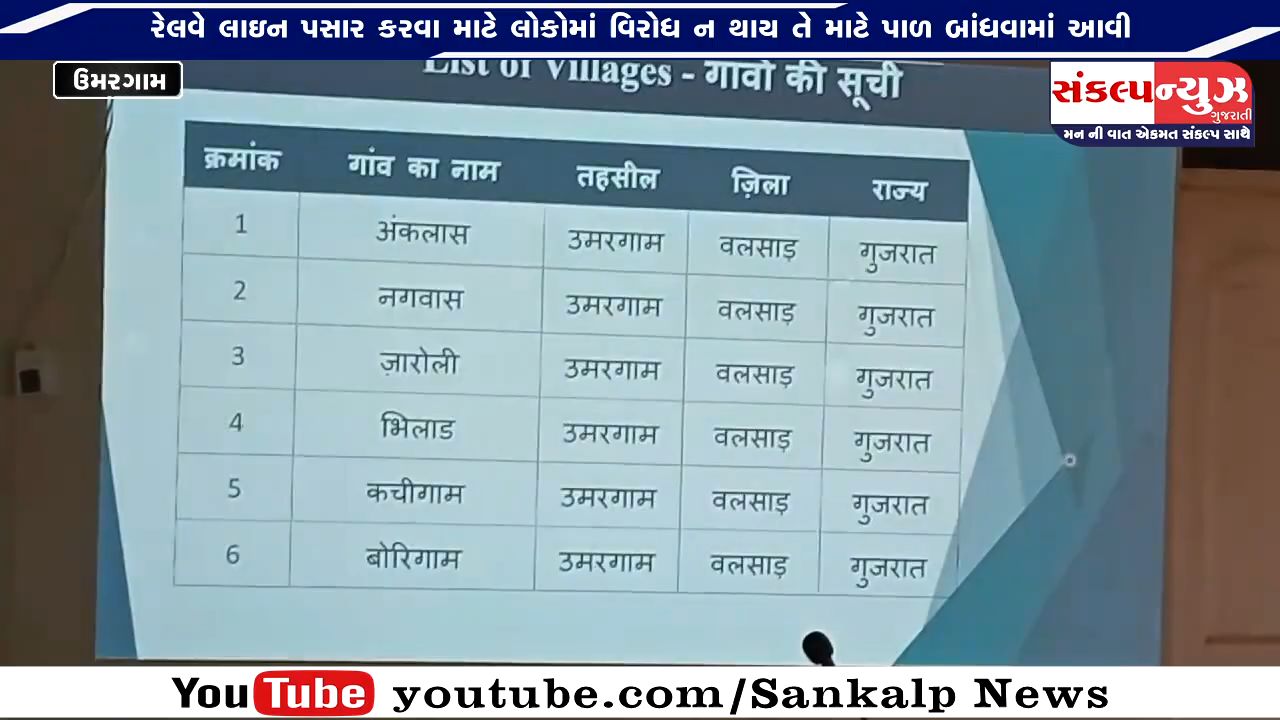 રેલવે લાઇન પસાર કરવા માટે લોકોમાં વિરોધ ન થાય તે માટે પાળ બાંધવામાં આવી
ઉમરગામ
સંકલ્પ ન્યુઝ
ગુજરાતી
મન ની વાત એકમત સંકલ્પ સાથે
List of Villages - गावो की सूची
क्रमांक गांव का नाम तहसील ज़िला राज्य
1 अंकलास उमरगाम वलसाड़ गुजरात
2 नगवास उमरगाम वलसाड़ गुजरात
3 ज़ारोली उमरगाम वलसाड़ गुजरात
4 भिलाड उमरगाम वलसाड़ गुजरात
5 कचीगाम उमरगाम वलसाड़ गुजरात
6 बोरिगाम उमरगाम वलसाड़ गुजरात
YouTube youtube.com/Sankalp News